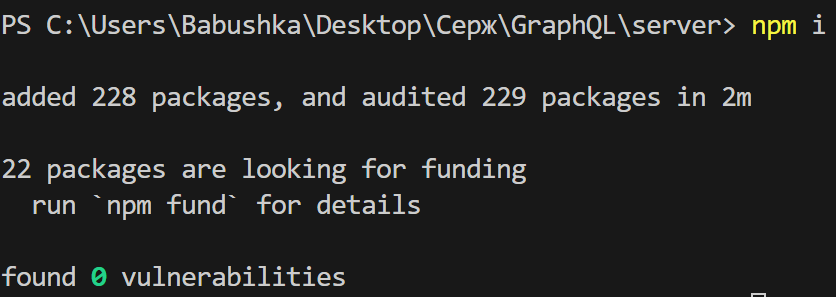 PS C:\Users\Babushka\Desktop\Серж\GraphQL\server> npm i
added 228 packages, and audited 229 packages in 2m
22 packages are looking for funding
run `npm fund` for details
found 0 vulnerabilities